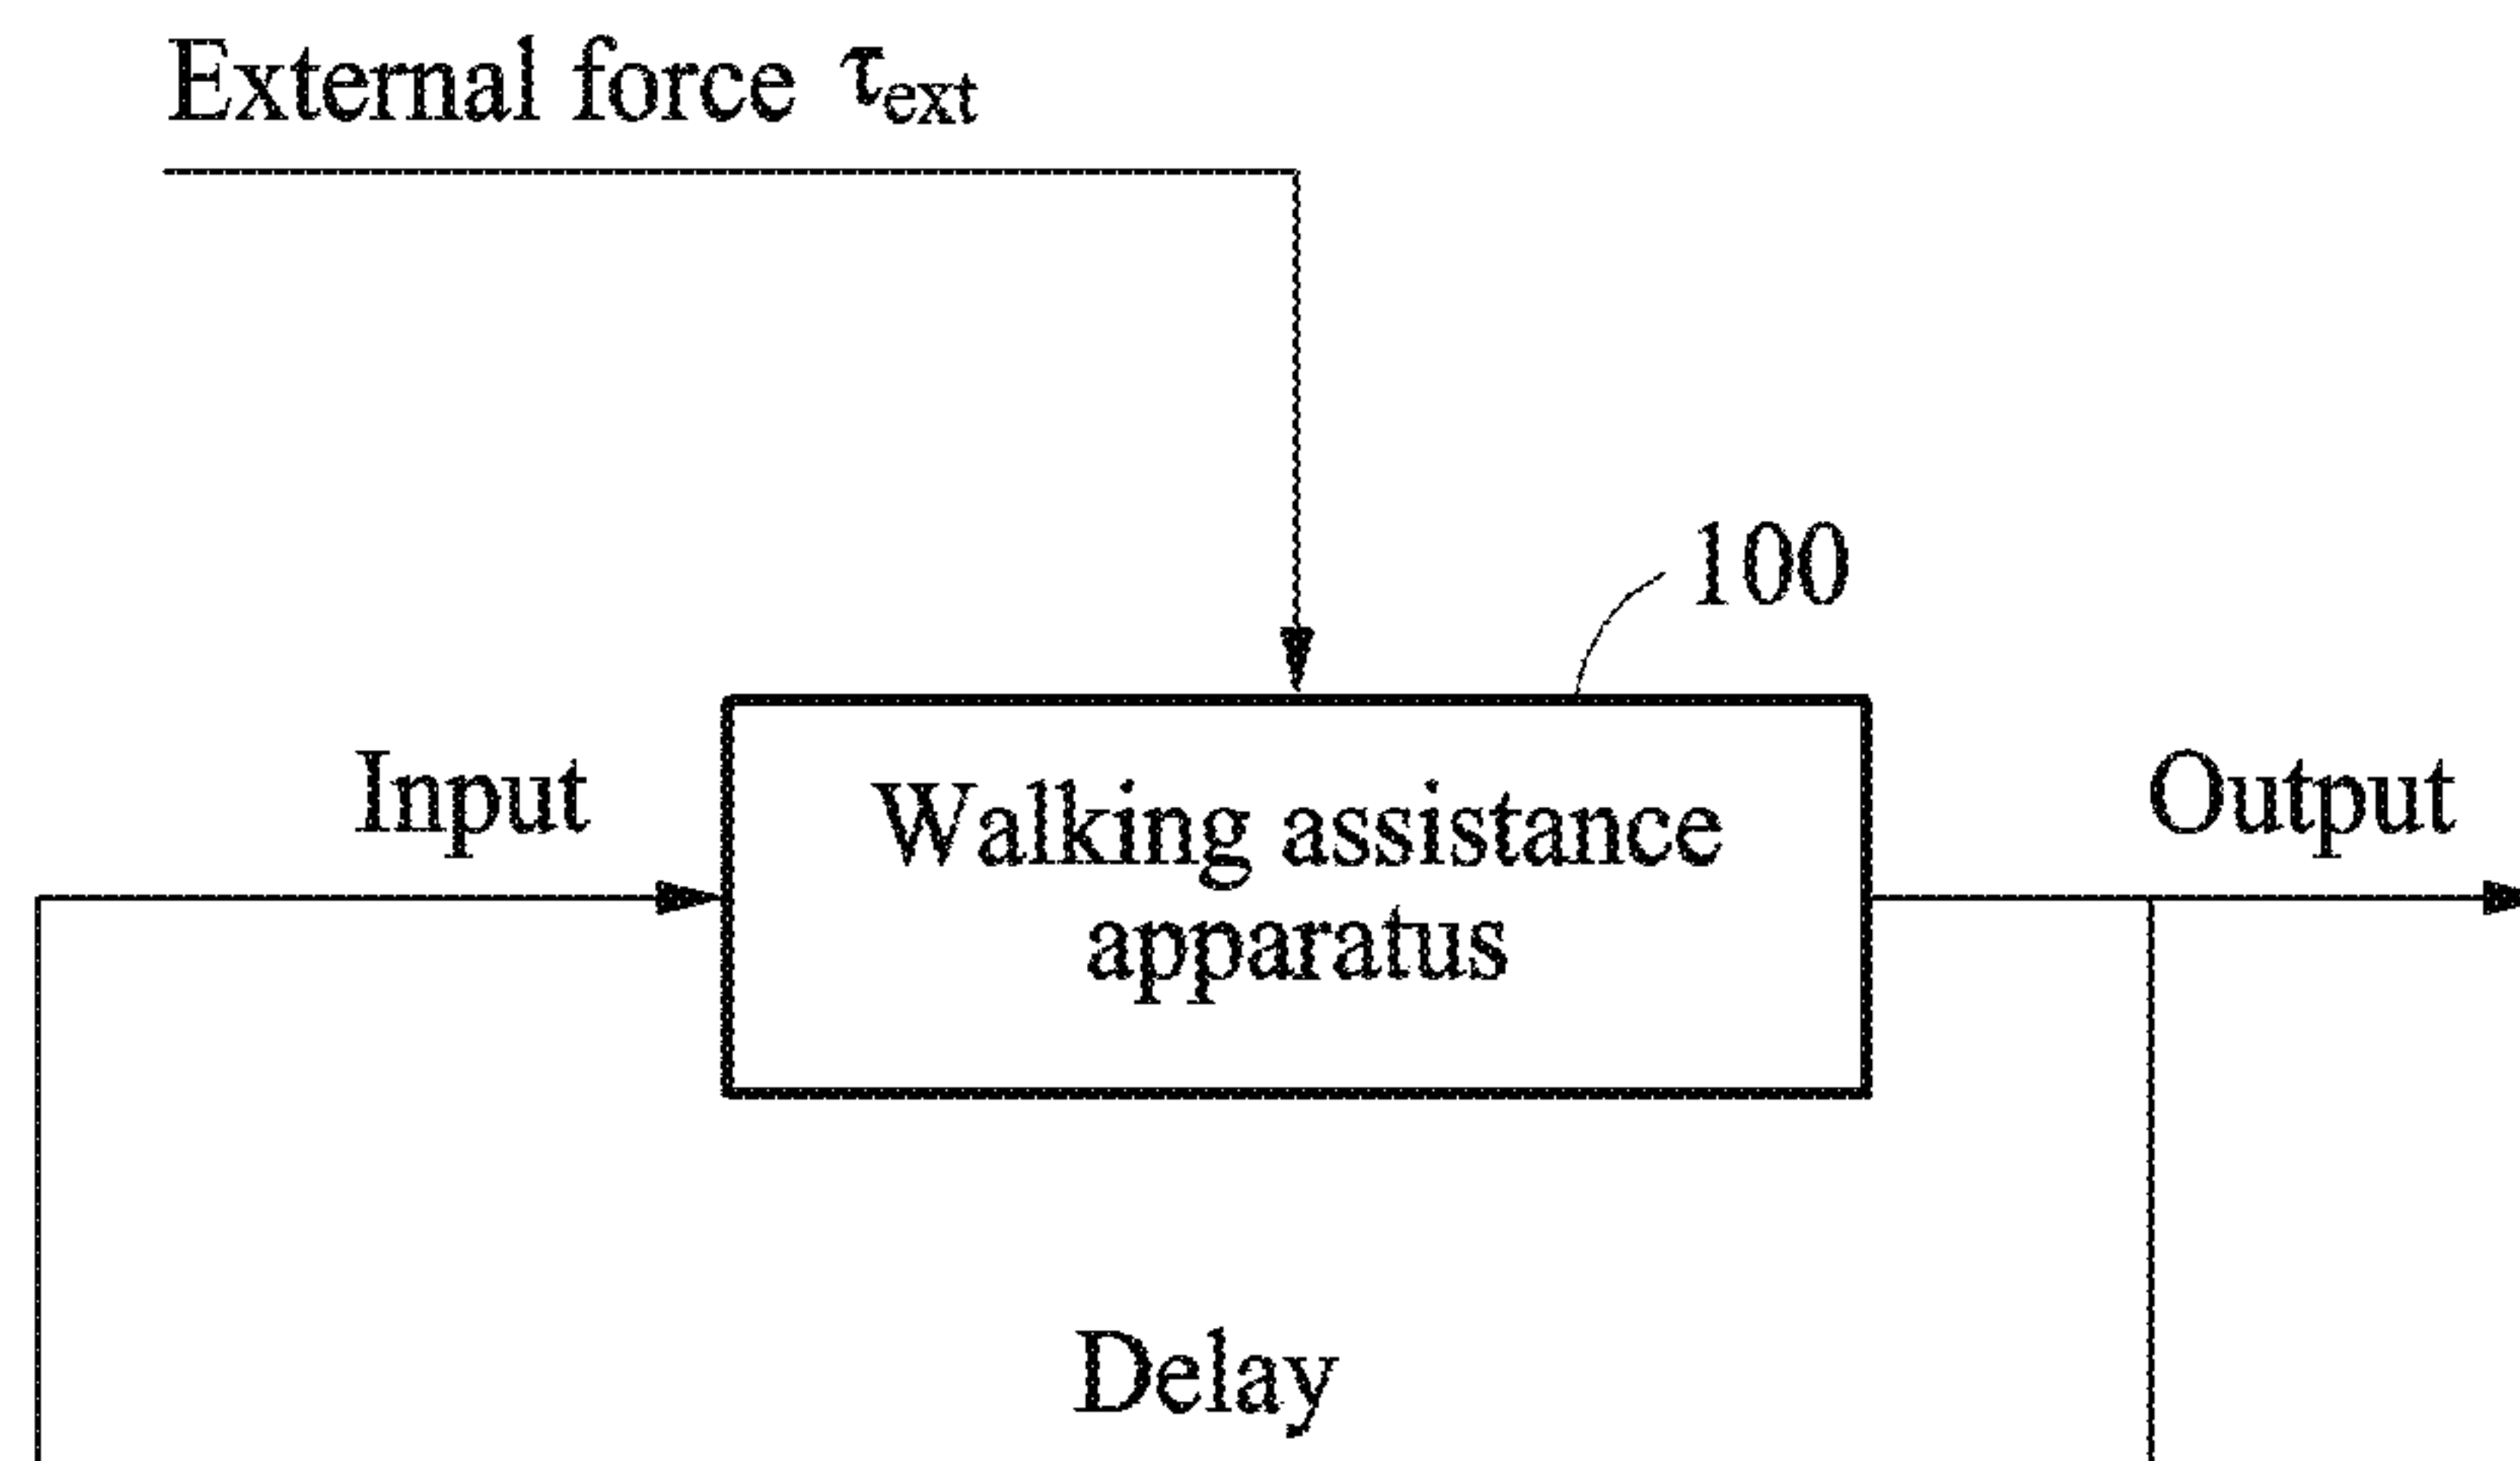 External force τext
100
Input
Output
Walking assistance
apparatus
Delay